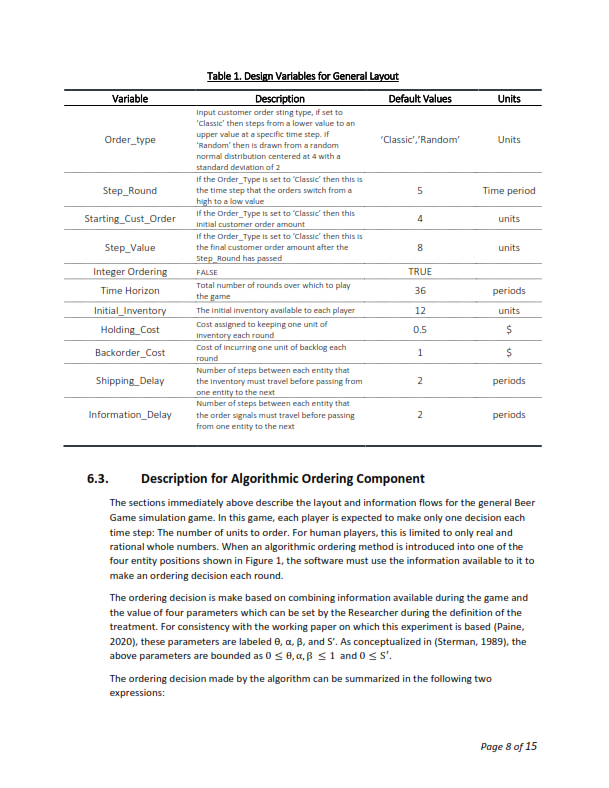 Table 1. Design Variables for General Layout
Variable Description Default Values Units
Order_type
Input customer order sting type, if set to
‘Classic’ then steps from a lower value to an
upper value at a specific time step. If
‘Random’ then is drawn from a random
normal distribution centered at 4 with a
standard deviation of 2
‘Classic’,’Random’ Units
Step_Round
If the Order_Type is set to ‘Classic’ then this is
the time step that the orders switch from a
high to a low value
5 Time period
Starting_Cust_Order
If the Order_Type is set to ‘Classic’ then this
initial customer order amount
4 units
Step_Value
If the Order_Type is set to ‘Classic’ then this is
the final customer order amount after the
Step_Round has passed
8 units
Integer Ordering FALSE TRUE
Time Horizon
Total number of rounds over which to play
the game
36 periods
Initial_Inventory The initial inventory available to each player 12 units
Holding_Cost
Cost assigned to keeping one unit of
inventory each round
0.5 $
Backorder_Cost
Cost of incurring one unit of backlog each
round
1 $
Shipping_Delay
Number of steps between each entity that
the inventory must travel before passing from
one entity to the next
2 periods
Information_Delay
Number of steps between each entity that
the order signals must travel before passing
from one entity to the next
2 periods
6.3. Description for Algorithmic Ordering Component
The sections immediately above describe the layout and information flows for the general Beer
Game simulation game. In this game, each player is expected to make only one decision each
time step: The number of units to order. For human players, this is limited to only real and
rational whole numbers. When an algorithmic ordering method is introduced into one of the
four entity positions shown in Figure 1, the software must use the information available to it to
make an ordering decision each round.
The ordering decision is make based on combining information available during the game and
the value of four parameters which can be set by the Researcher during the definition of the
treatment. For consistency with the working paper on which this experiment is based (Paine,
2020), these parameters are labeled θ, α, β, and S’. As conceptualized in (Sterman, 1989), the
above parameters are bounded as 0 ≤ θ, α, β ≤ 1 and 0 ≤ S′.
The ordering decision made by the algorithm can be summarized in the following two
expressions:
Page 8 of 15